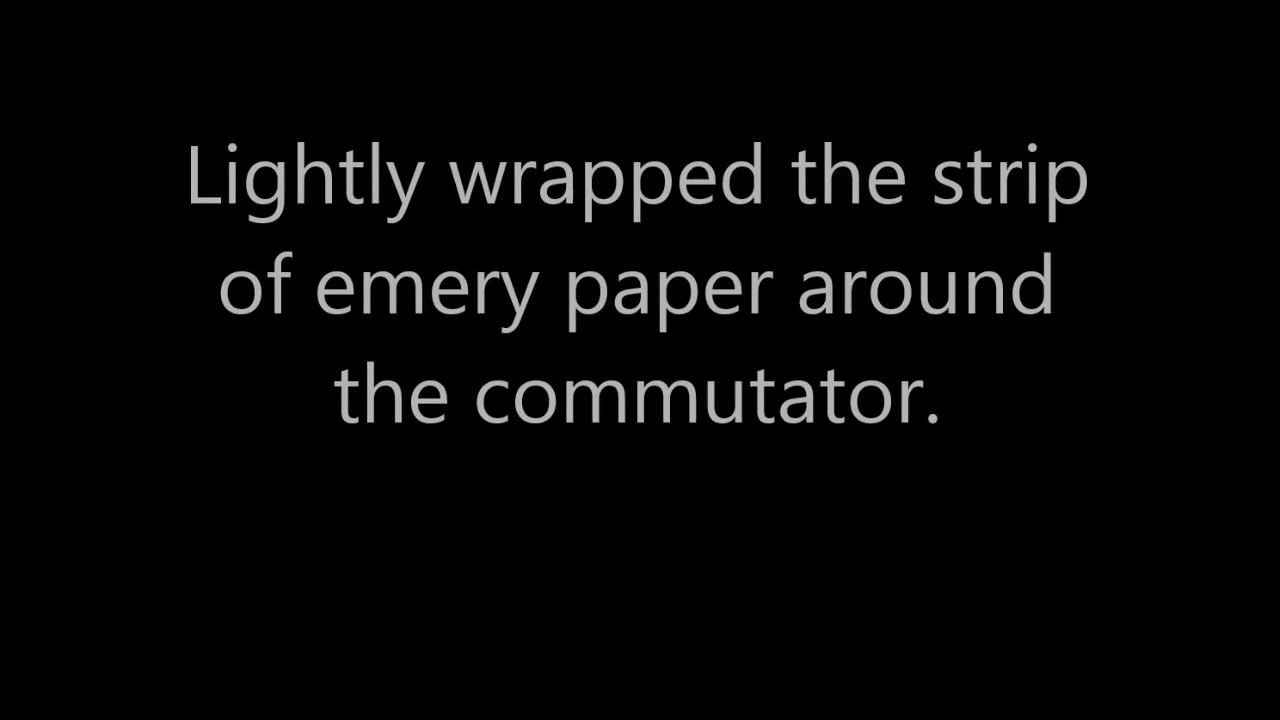 Lightly wrapped the strip
of emery paper around
the commutator.